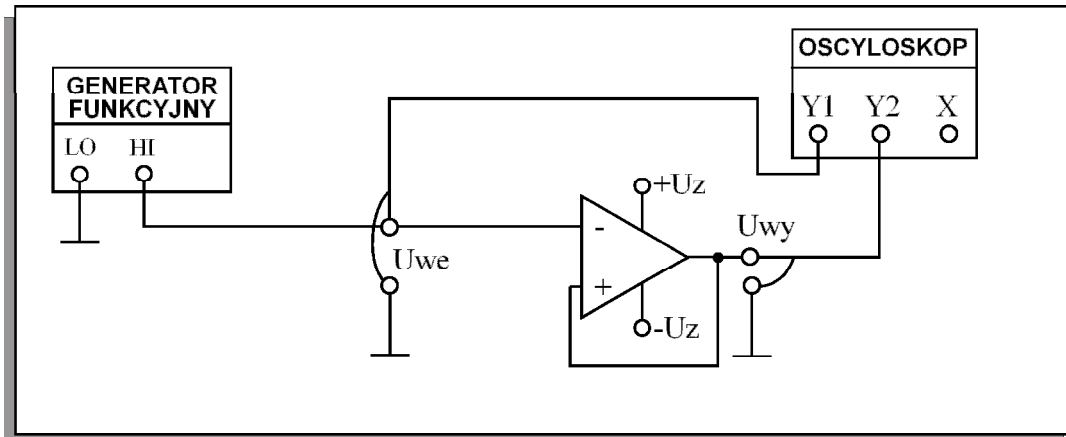 GENERATOR
FUNKCYJNY
LO HI
OSCYLOSKOP
Y1 Y2 X
+Uz
-
Uwe
Uwy
+
-Uz